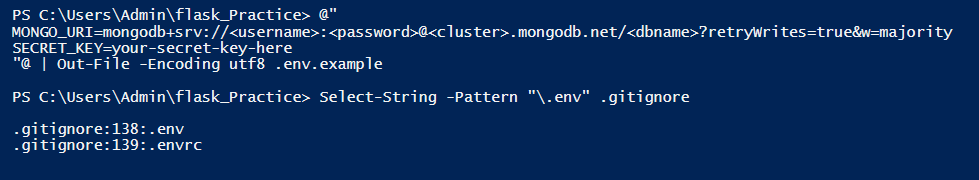 PS C:\Users\Admin\flask_Practice> @"
MONGO_URI=mongodb+srv://<username>:<password>@<cluster>.mongodb.net/<dbname>?retryWrites=true&w=majority
SECRET_KEY=your-secret-key-here
"@ | Out-File -Encoding utf8 .env.example
PS C:\Users\Admin\flask_Practice> Select-String -Pattern "\.env" .gitignore
.gitignore:138:.env
.gitignore:139:.envrc